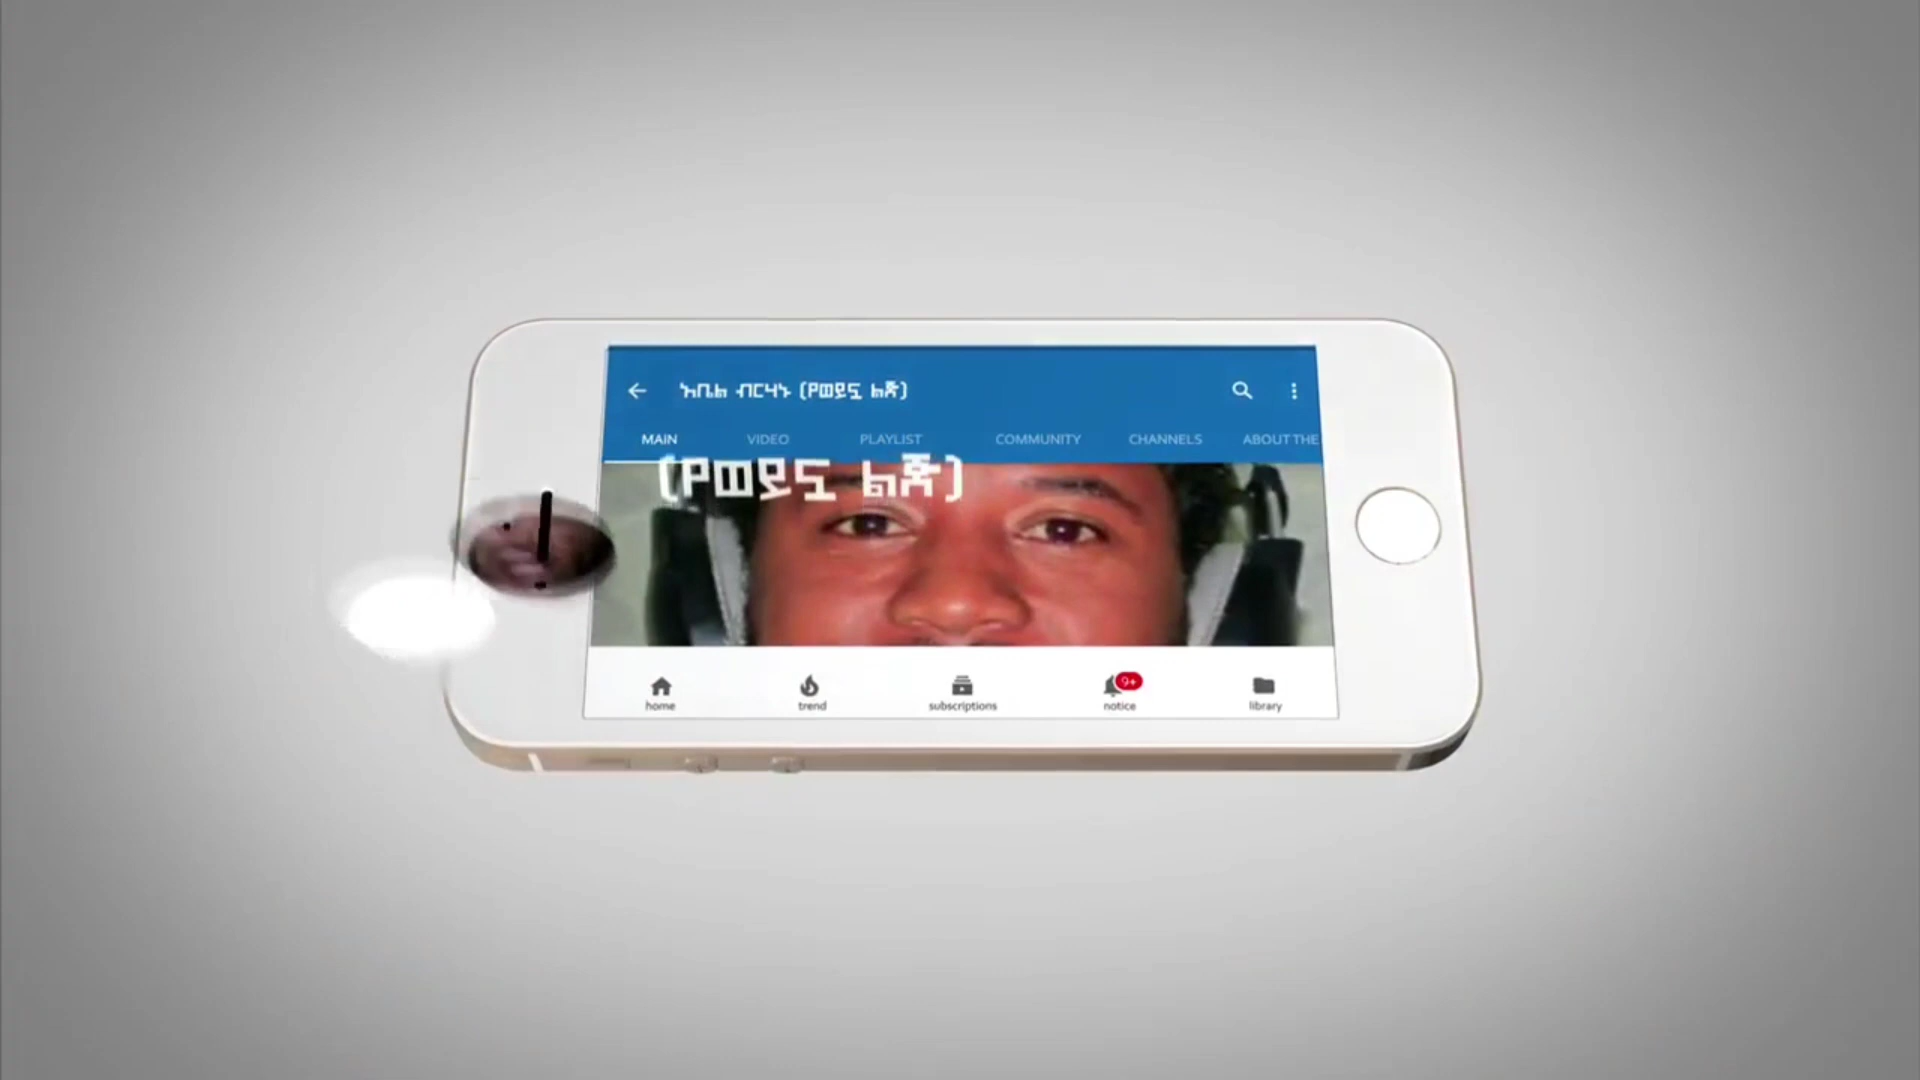 አቤል ብርሃኑ (የወይኗ ልጅ)
MAIN VIDEO PLAYLIST COMMUNITY CHANNELS ABOUT THE
(የወይኗ ልጅ)
home trend subscriptions 9+ notice library